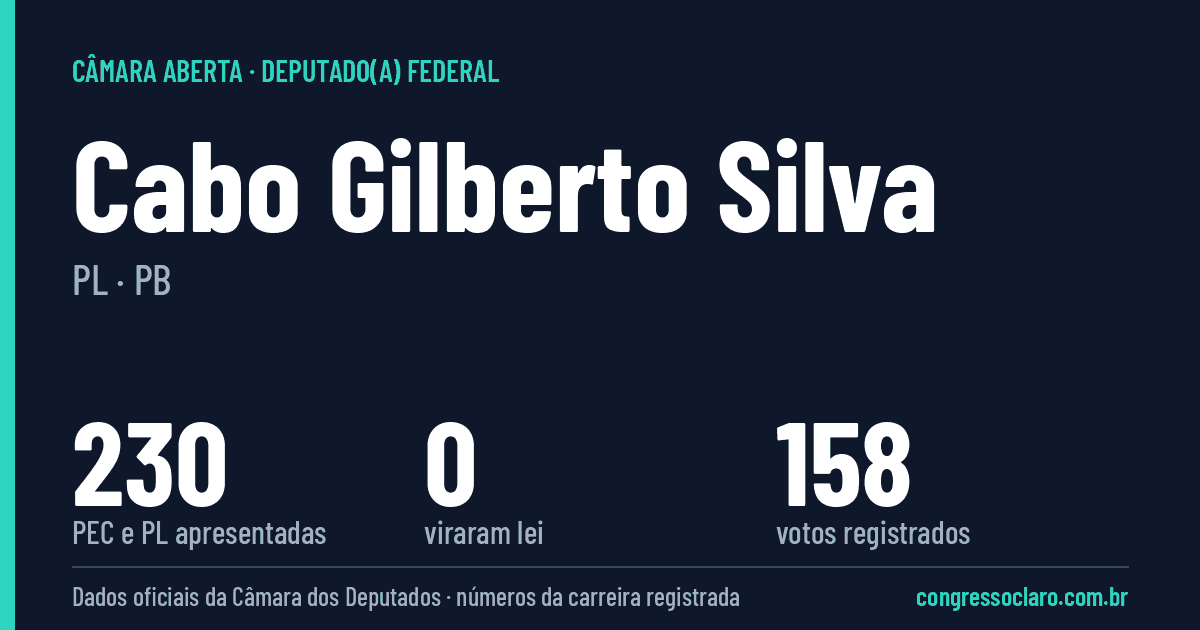 CÂMARA ABERTA · DEPUTADO(A) FEDERAL
Cabo Gilberto Silva
PL · PB
230 0 158
PEC e PL apresentadas viraram lei votos registrados
Dados oficiais da Câmara dos Deputados · números da carreira registrada congressoclaro.com.br